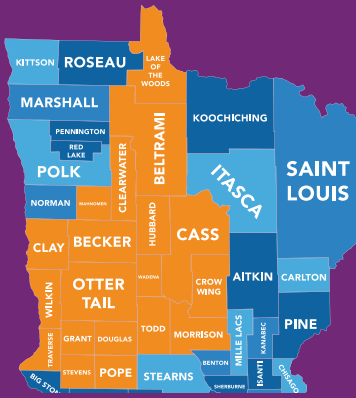 KITTSON
ROSEAU
LAKE
OF THE
WOODS
MARSHALL
KOOCHICHING
PENNINGTON
RED
LAKE
POLK
CLEARWATER
BELTRAMI
ITASCA
SAINT
LOUIS
NORMAN
MAHNOMEN
HUBBARD
CASS
CLAY
BECKER
AITKIN
CARLTON
WILKIN
OTTER
TAIL
WADENA
CROW
WING
PINE
TRAVERSE
GRANT
DOUGLAS
TODD
MORRISON
MILLE LACS
KANABEC
STEVENS
POPE
STEARNS
BENTON
SHERBURNE
ISANTI
CHISAGO
BIG STO